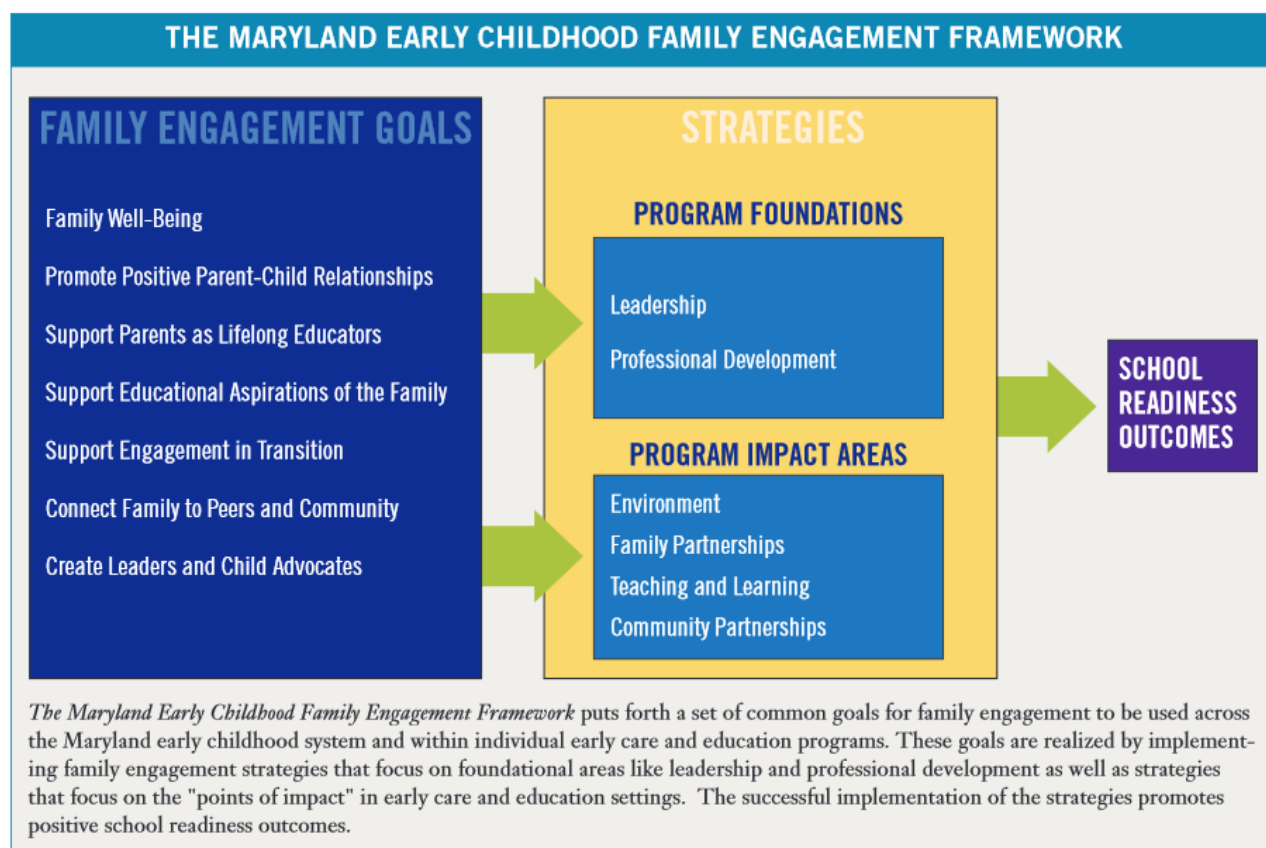 THE MARYLAND EARLY CHILDHOOD FAMILY ENGAGEMENT FRAMEWORK
FAMILY ENGAGEMENT GOALS
Family Well-Being
Promote Positive Parent-Child Relationships
Support Parents as Lifelong Educators
Support Educational Aspirations of the Family
Support Engagement in Transition
Connect Family to Peers and Community
Create Leaders and Child Advocates
STRATEGIES
PROGRAM FOUNDATIONS
Leadership
Professional Development
PROGRAM IMPACT AREAS
Environment
Family Partnerships
Teaching and Learning
Community Partnerships
SCHOOL
READINESS
OUTCOMES
The Maryland Early Childhood Family Engagement Framework puts forth a set of common goals for family engagement to be used across
the Maryland early childhood system and within individual early care and education programs. These goals are realized by implement-
ing family engagement strategies that focus on foundational areas like leadership and professional development as well as strategies
that focus on the "points of impact" in early care and education settings.  The successful implementation of the strategies promotes
positive school readiness outcomes.